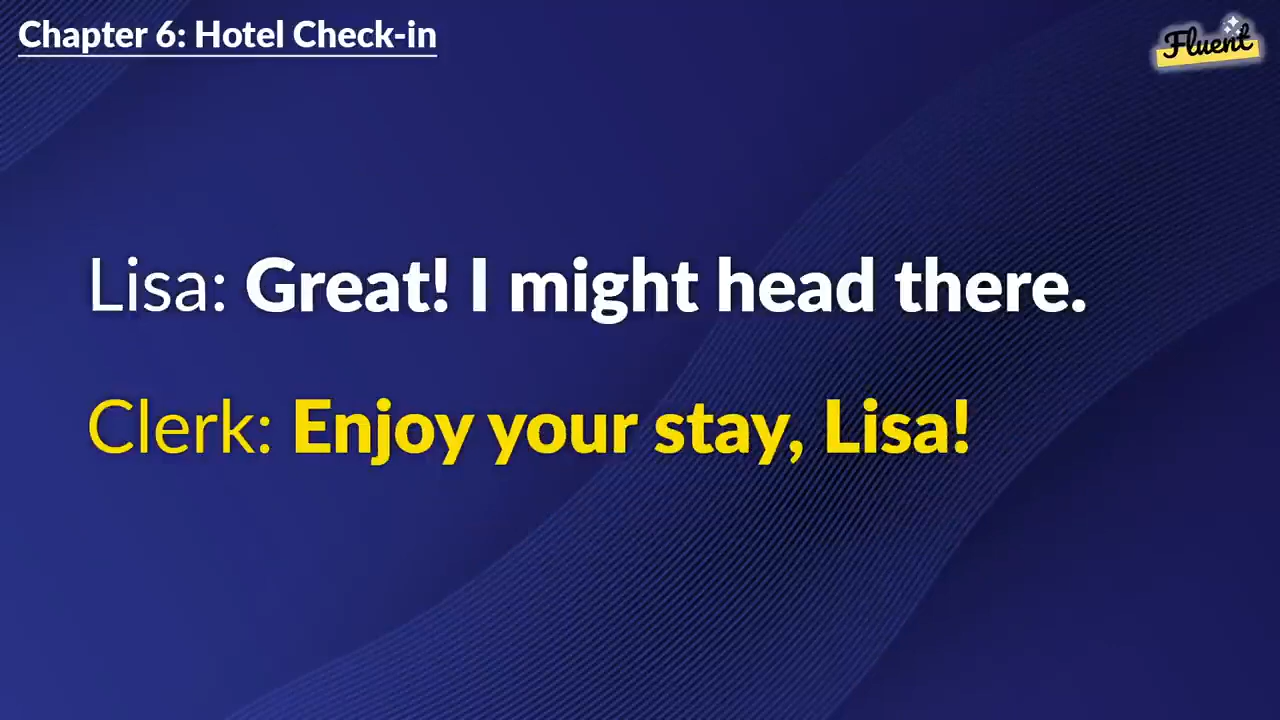 Chapter 6: Hotel Check-in
Fluent
Lisa: Great! I might head there.
Clerk: Enjoy your stay, Lisa!